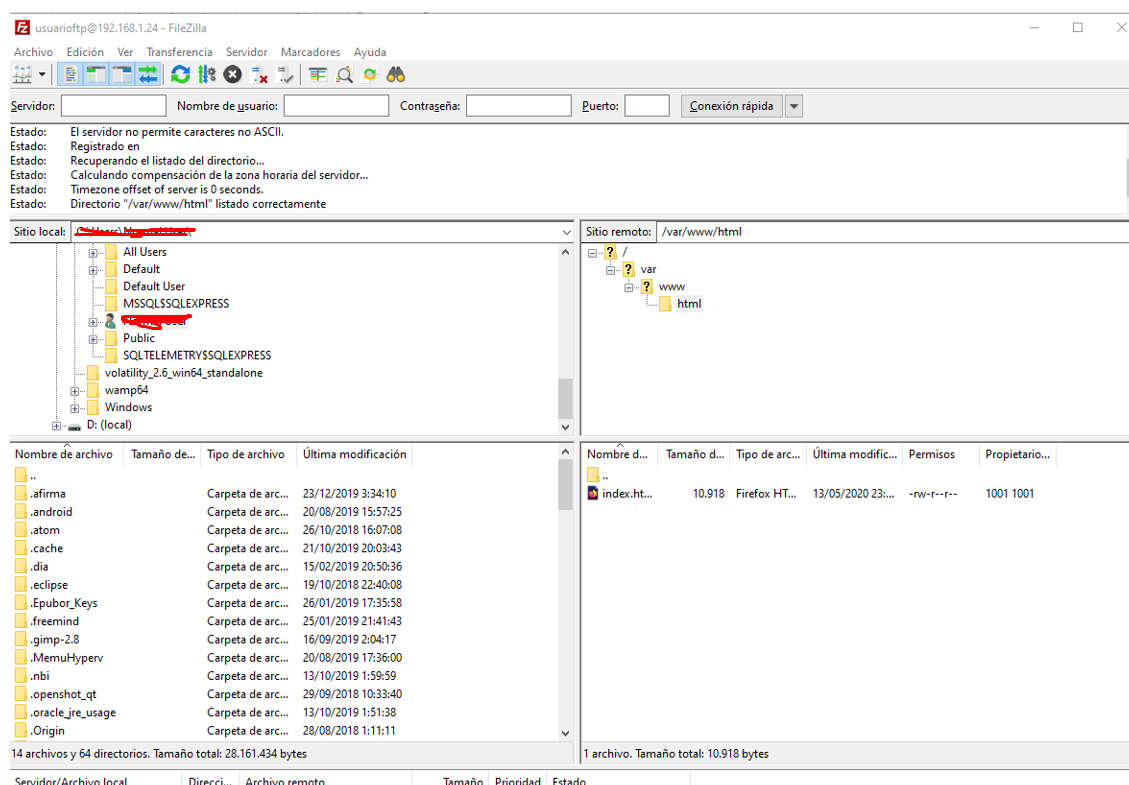 usuarioftp@192.168.1.24 - FileZilla
Archivo Edición Ver Transferencia Servidor Marcadores Ayuda
Servidor: Nombre de usuario: Contraseña: Puerto: Conexión rápida
Estado: El servidor no permite caracteres no ASCII.
Estado: Registrado en
Estado: Recuperando el listado del directorio...
Estado: Calculando compensación de la zona horaria del servidor...
Estado: Timezone offset of server is 0 seconds.
Estado: Directorio "/var/www/html" listado correctamente
Sitio local:
All Users
Default
Default User
MSSQL$SQLEXPRESS
Public
SQLTELEMETRY$SQLEXPRESS
volatility_2.6_win64_standalone
wamp64
Windows
D: (local)
Sitio remoto: /var/www/html
/
var
www
html
Nombre de archivo Tamaño de... Tipo de archivo Última modificación
..
.afirma Carpeta de arc... 23/12/2019 3:34:10
.android Carpeta de arc... 20/08/2019 15:57:25
.atom Carpeta de arc... 26/10/2018 16:07:08
.cache Carpeta de arc... 21/10/2019 20:03:43
.dia Carpeta de arc... 15/02/2019 20:50:36
.eclipse Carpeta de arc... 19/10/2018 22:40:08
.Epubor_Keys Carpeta de arc... 26/01/2019 17:35:58
.freemind Carpeta de arc... 25/01/2019 21:41:43
.gimp-2.8 Carpeta de arc... 16/09/2019 2:04:17
.MemuHyperv Carpeta de arc... 20/08/2019 17:36:00
.nbi Carpeta de arc... 13/10/2019 1:59:59
.openshot_qt Carpeta de arc... 29/09/2018 10:33:40
.oracle_jre_usage Carpeta de arc... 13/10/2019 1:51:38
.Origin Carpeta de arc... 28/08/2018 1:11:11
14 archivos y 64 directorios. Tamaño total: 28.161.434 bytes
Nombre d... Tamaño d... Tipo de arc... Última modific... Permisos Propietario...
..
index.ht... 10.918 Firefox HT... 13/05/2020 23:... -rw-r--r-- 1001 1001
1 archivo. Tamaño total: 10.918 bytes
Servidor/Archivo local Direcci... Archivo remoto Tamaño Prioridad Estado